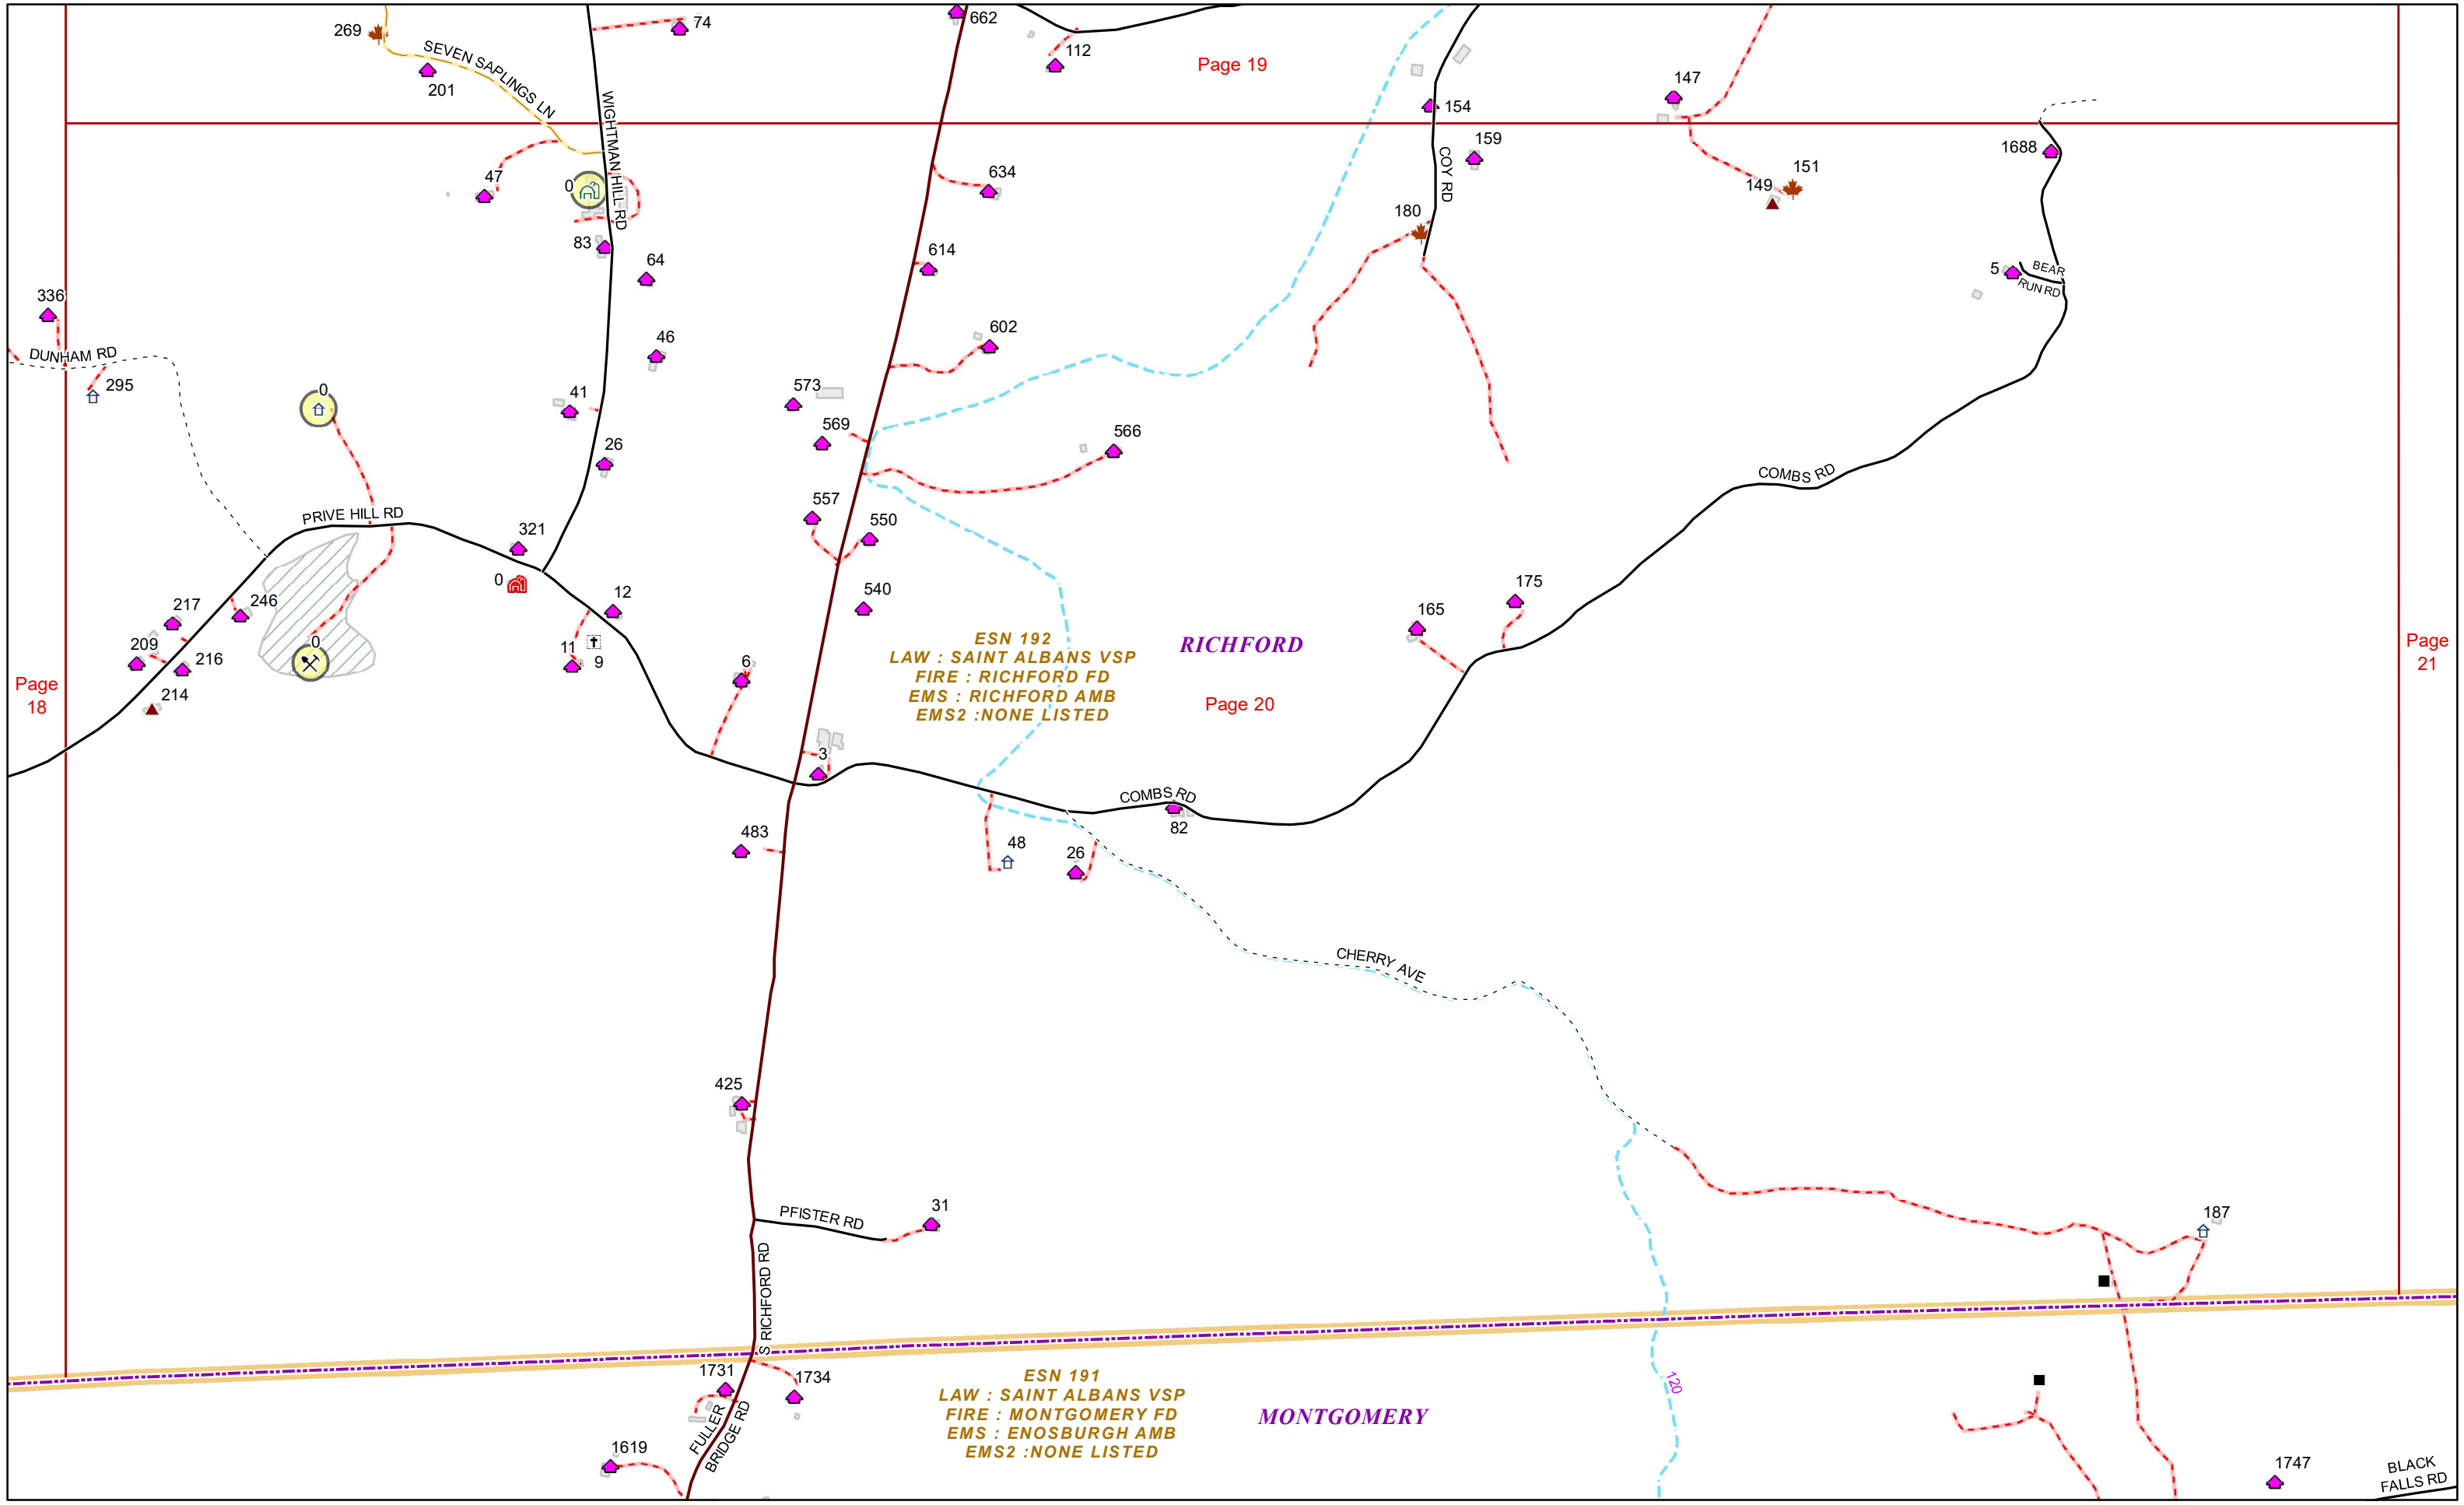 269
SEVEN SAPLINGS LN
201
74
662
112
Page 19
154
147
WIGHTMAN HILL RD
47
0
83
64
634
159
COY RD
180
149
151
1688
336
614
5
BEAR
RUN RD
DUNHAM RD
295
0
46
602
41
573
569
566
26
COMBS RD
PRIVE HILL RD
321
557
550
0
12
540
175
165
217
246
209
216
214
0
11
9
6
ESN 192
LAW : SAINT ALBANS VSP
FIRE : RICHFORD FD
EMS : RICHFORD AMB
EMS2 :NONE LISTED
RICHFORD
Page 20
Page
18
Page
21
3
COMBS RD
82
483
48
26
CHERRY AVE
425
PFISTER RD
31
187
S RICHFORD RD
1731
1734
FULLER
BRIDGE RD
1619
ESN 191
LAW : SAINT ALBANS VSP
FIRE : MONTGOMERY FD
EMS : ENOSBURGH AMB
EMS2 :NONE LISTED
MONTGOMERY
120
1747
BLACK
FALLS RD